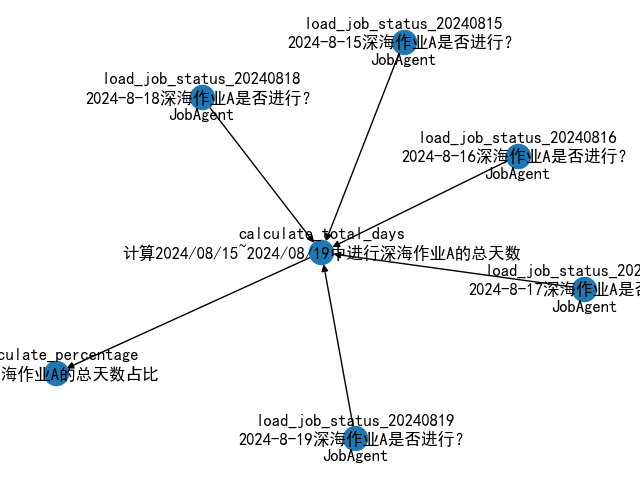 load_job_status_20240815
2024-8-15深海作业A是否进行?
JobAgent
load_job_status_20240818
2024-8-18深海作业A是否进行?
JobAgent
load_job_status_20240816
2024-8-16深海作业A是否进行?
JobAgent
calculate_total_days
计算2024/08/15~2024/08/19中进行深海作业A的总天数
load_job_status_202
2024-8-17深海作业A是否
JobAgent
culate_percentage
海作业A的总天数占比
load_job_status_20240819
2024-8-19深海作业A是否进行?
JobAgent